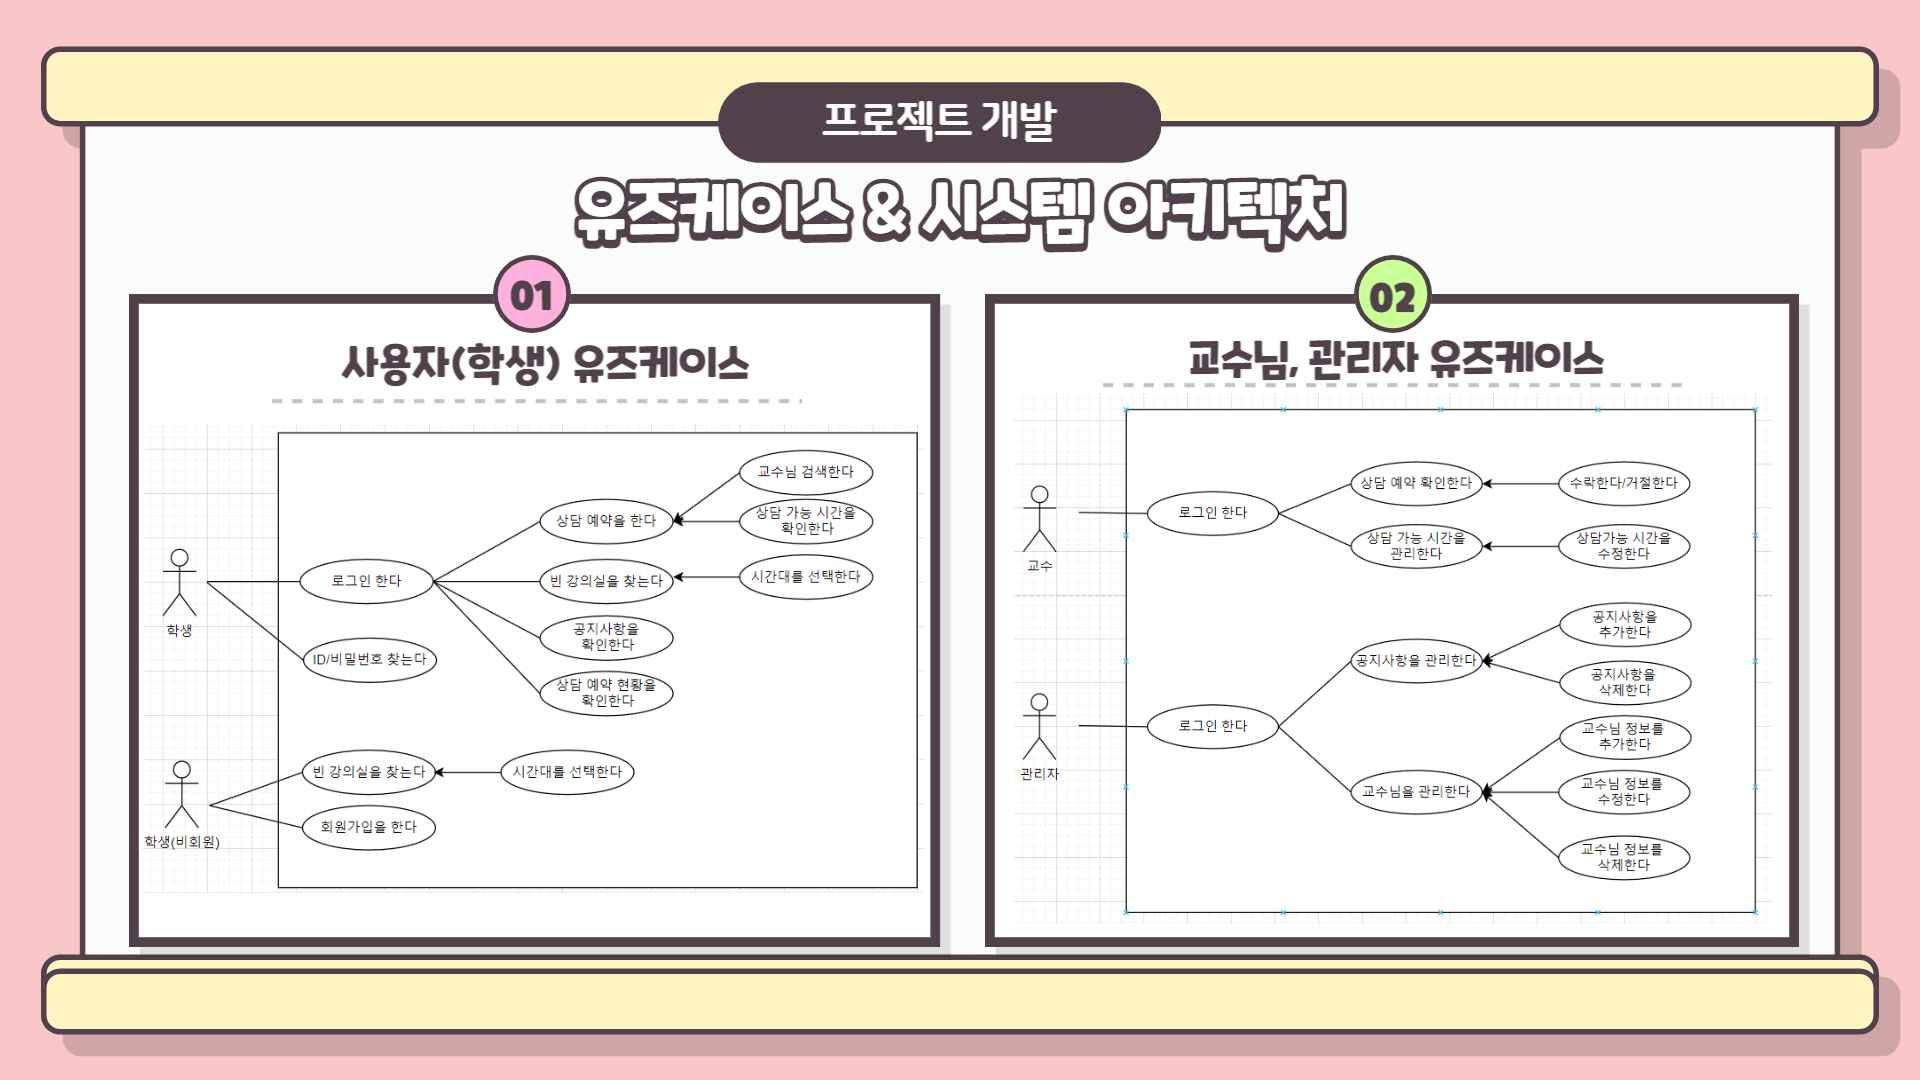 프로젝트 개발
유즈케이스 & 시스템 아키텍처
01
사용자(학생) 유즈케이스
교수님 검색한다
상담 예약을 한다
상담 가능 시간을
확인한다
로그인 한다
빈 강의실을 찾는다
시간대를 선택한다
학생
공지사항을
확인한다
ID/비밀번호 찾는다
상담 예약 현황을
확인한다
빈 강의실을 찾는다
시간대를 선택한다
학생(비회원)
회원가입을 한다
02
교수님, 관리자 유즈케이스
상담 예약 확인한다
수락한다/거절한다
로그인 한다
상담 가능 시간을
관리한다
상담가능 시간을
수정한다
교수
공지사항을
추가한다
공지사항을 관리한다
공지사항을
삭제한다
로그인 한다
교수님 정보를
추가한다
관리자
교수님을 관리한다
교수님 정보를
수정한다
교수님 정보를
삭제한다